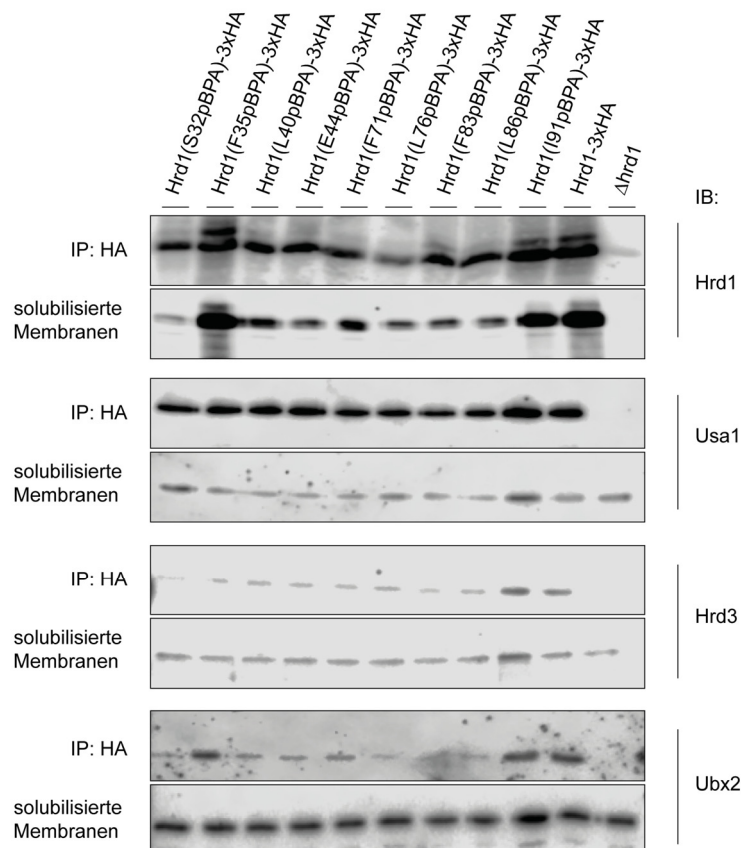 Hrd1(S32pBPA)-3xHA
Hrd1(F35pBPA)-3xHA
Hrd1(L40pBPA)-3xHA
Hrd1(E44pBPA)-3xHA
Hrd1(F71pBPA)-3xHA
Hrd1(L76pBPA)-3xHA
Hrd1(F83pBPA)-3xHA
Hrd1(L86pBPA)-3xHA
Hrd1(I91pBPA)-3xHA
Hrd1-3xHA
Δhrd1
IB:
IP: HA
Hrd1
solubilisierte
Membranen
IP: HA
Usa1
solubilisierte
Membranen
IP: HA
Hrd3
solubilisierte
Membranen
IP: HA
Ubx2
solubilisierte
Membranen